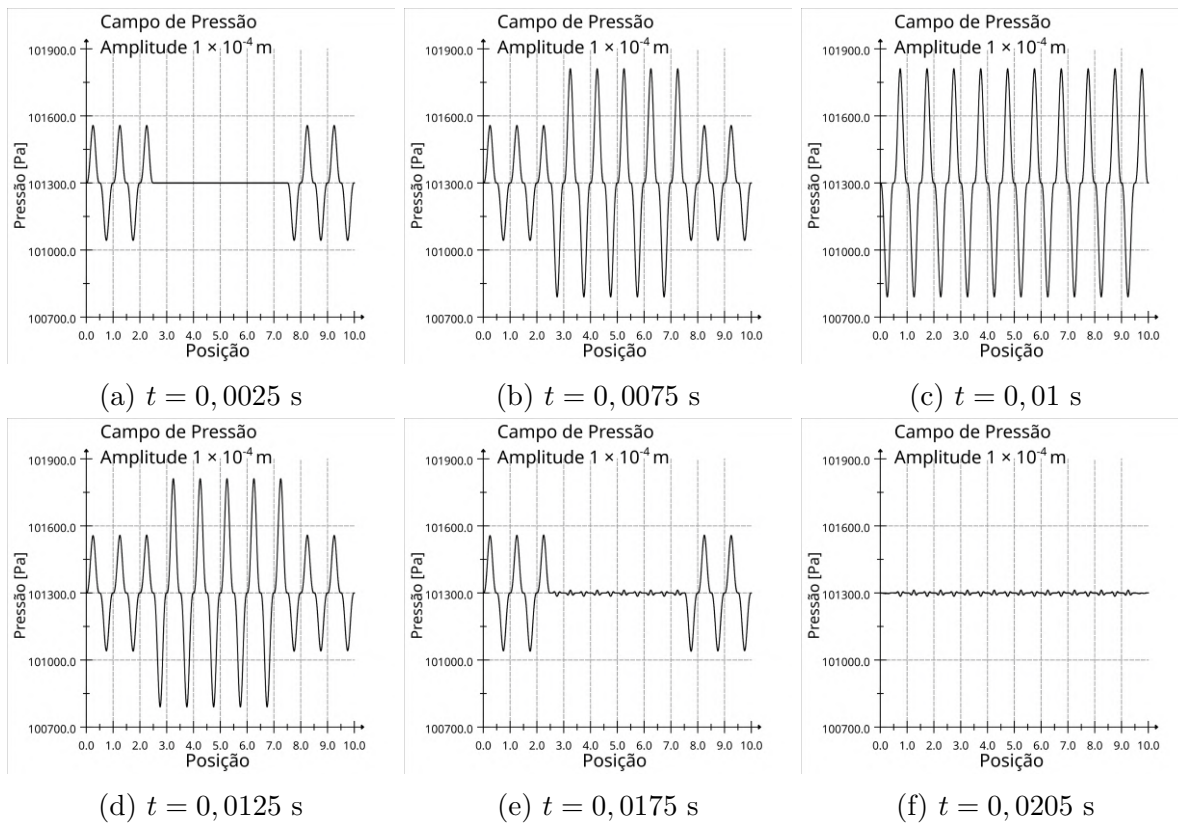 Campo de Pressão
Amplitude 1 × 10⁻⁴ m
Pressão [Pa]
101900.0
101600.0
101300.0
101000.0
100700.0
0.0 1.0 2.0 3.0 4.0 5.0 6.0 7.0 8.0 9.0 10.0
Posição
(a) t = 0,0025 s
Campo de Pressão
Amplitude 1 × 10⁻⁴ m
Pressão [Pa]
101900.0
101600.0
101300.0
101000.0
100700.0
0.0 1.0 2.0 3.0 4.0 5.0 6.0 7.0 8.0 9.0 10.0
Posição
(b) t = 0,0075 s
Campo de Pressão
Amplitude 1 × 10⁻⁴ m
Pressão [Pa]
101900.0
101600.0
101300.0
101000.0
100700.0
0.0 1.0 2.0 3.0 4.0 5.0 6.0 7.0 8.0 9.0 10.0
Posição
(c) t = 0,01 s
Campo de Pressão
Amplitude 1 × 10⁻⁴ m
Pressão [Pa]
101900.0
101600.0
101300.0
101000.0
100700.0
0.0 1.0 2.0 3.0 4.0 5.0 6.0 7.0 8.0 9.0 10.0
Posição
(d) t = 0,0125 s
Campo de Pressão
Amplitude 1 × 10⁻⁴ m
Pressão [Pa]
101900.0
101600.0
101300.0
101000.0
100700.0
0.0 1.0 2.0 3.0 4.0 5.0 6.0 7.0 8.0 9.0 10.0
Posição
(e) t = 0,0175 s
Campo de Pressão
Amplitude 1 × 10⁻⁴ m
Pressão [Pa]
101900.0
101600.0
101300.0
101000.0
100700.0
0.0 1.0 2.0 3.0 4.0 5.0 6.0 7.0 8.0 9.0 10.0
Posição
(f) t = 0,0205 s